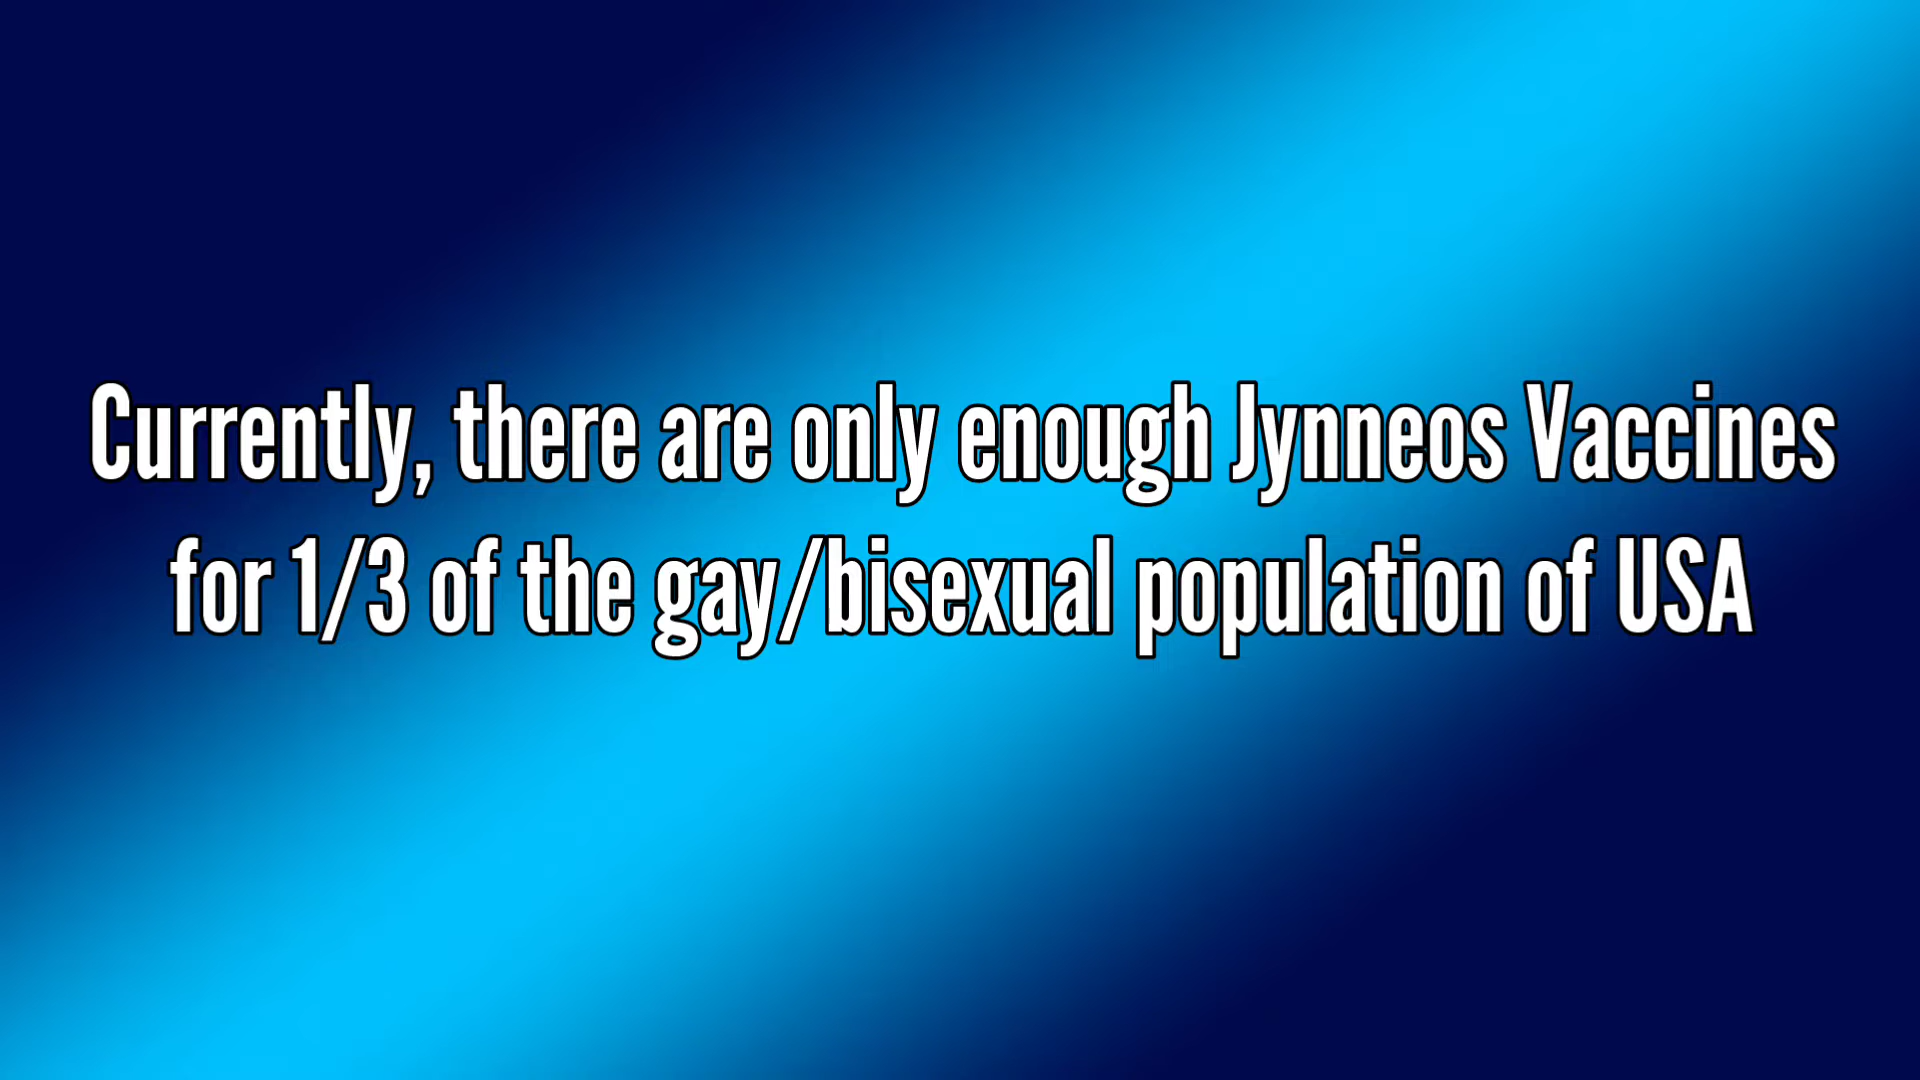 Currently, there are only enough Jynneos Vaccines
for 1/3 of the gay/bisexual population of USA